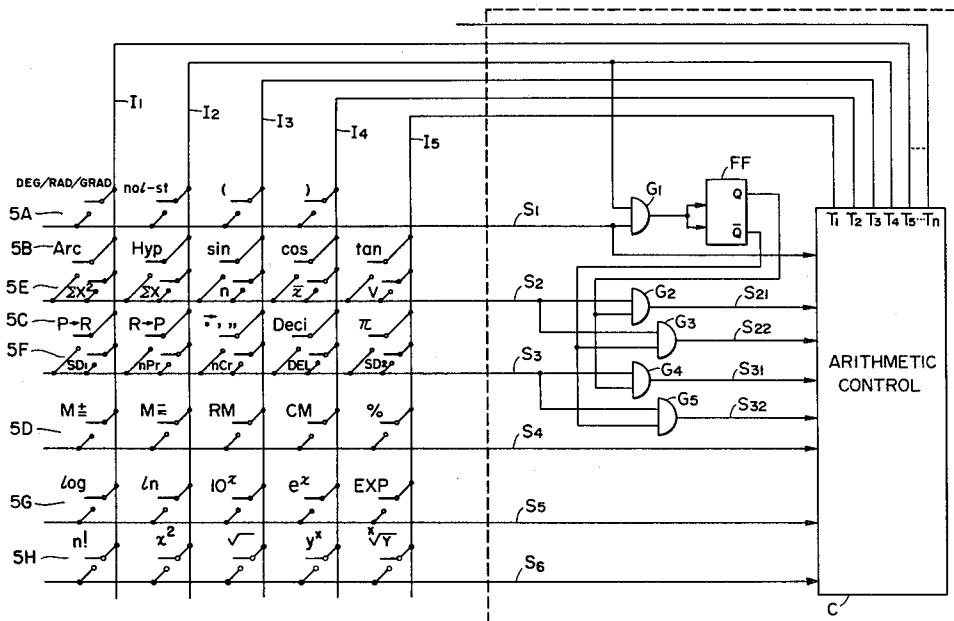 I1
I2
I3
I4
I5
DEG/RAD/GRAD nol-st ( )
FF
G1
Q
Q̅
T1 T2 T3 T4 T5 ... Tn
5A
S1
5B Arc Hyp sin cos tan
5E ΣX² ΣX n x̅ V
S2
G2
S21
5C P→R R→P Deci π
G3
S22
5F SD1 nPr nCr DEL SD2
S3
G4
S31
G5
S32
ARITHMETIC
CONTROL
5D M± RM CM %
S4
5G log ln 10ˣ eˣ EXP
S5
5H n! x² √ yˣ ˣ√Y
S6
C